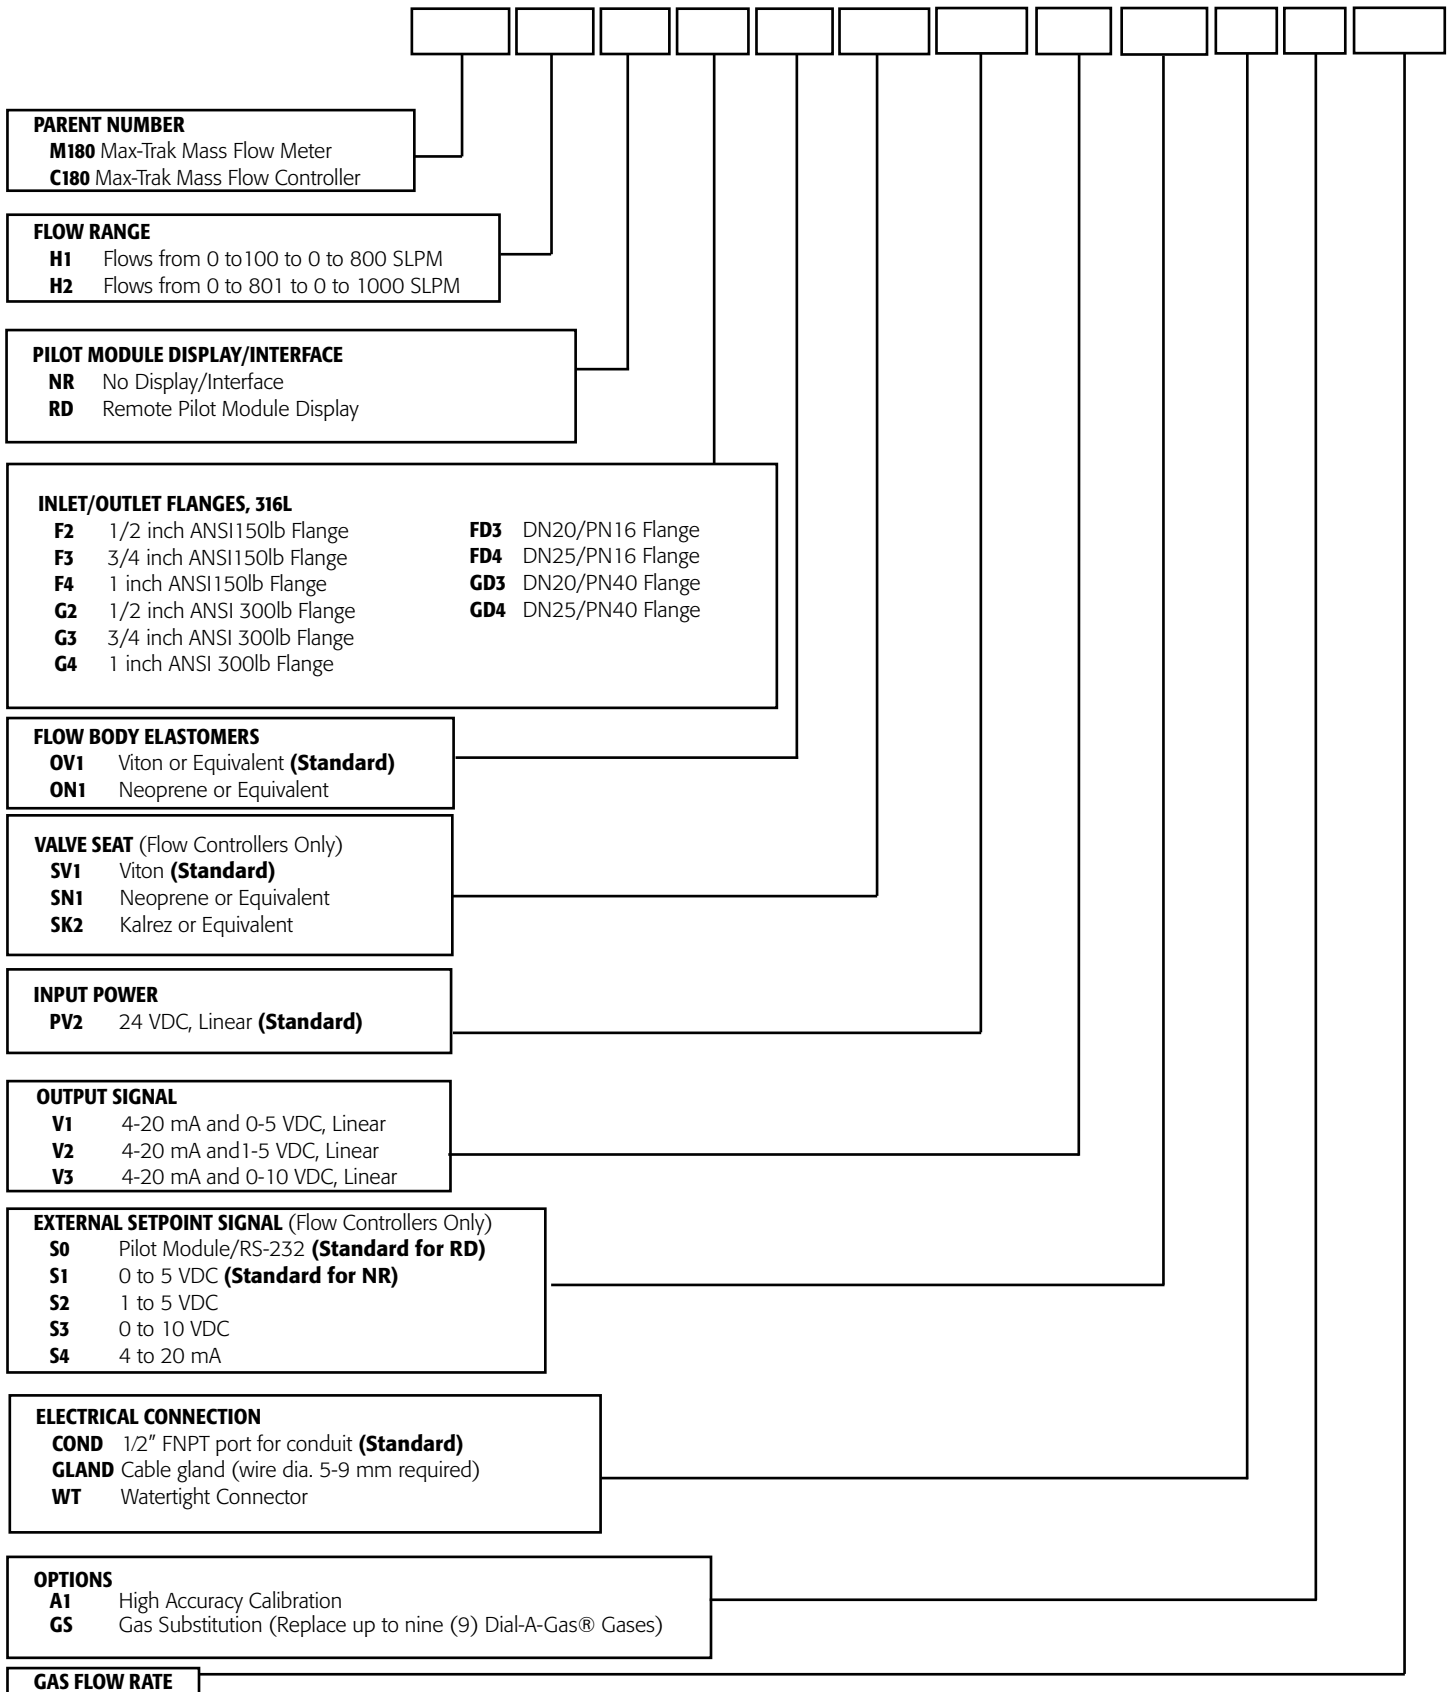 PARENT NUMBER
M180 Max-Trak Mass Flow Meter
C180 Max-Trak Mass Flow Controller
FLOW RANGE
H1 Flows from 0 to100 to 0 to 800 SLPM
H2 Flows from 0 to 801 to 0 to 1000 SLPM
PILOT MODULE DISPLAY/INTERFACE
NR No Display/Interface
RD Remote Pilot Module Display
INLET/OUTLET FLANGES, 316L
F2 1/2 inch ANSI150lb Flange
F3 3/4 inch ANSI150lb Flange
F4 1 inch ANSI150lb Flange
G2 1/2 inch ANSI 300lb Flange
G3 3/4 inch ANSI 300lb Flange
G4 1 inch ANSI 300lb Flange
FD3 DN20/PN16 Flange
FD4 DN25/PN16 Flange
GD3 DN20/PN40 Flange
GD4 DN25/PN40 Flange
FLOW BODY ELASTOMERS
OV1 Viton or Equivalent (Standard)
ON1 Neoprene or Equivalent
VALVE SEAT (Flow Controllers Only)
SV1 Viton (Standard)
SN1 Neoprene or Equivalent
SK2 Kalrez or Equivalent
INPUT POWER
PV2 24 VDC, Linear (Standard)
OUTPUT SIGNAL
V1 4-20 mA and 0-5 VDC, Linear
V2 4-20 mA and1-5 VDC, Linear
V3 4-20 mA and 0-10 VDC, Linear
EXTERNAL SETPOINT SIGNAL (Flow Controllers Only)
S0 Pilot Module/RS-232 (Standard for RD)
S1 0 to 5 VDC (Standard for NR)
S2 1 to 5 VDC
S3 0 to 10 VDC
S4 4 to 20 mA
ELECTRICAL CONNECTION
COND 1/2" FNPT port for conduit (Standard)
GLAND Cable gland (wire dia. 5-9 mm required)
WT Watertight Connector
OPTIONS
A1 High Accuracy Calibration
GS Gas Substitution (Replace up to nine (9) Dial-A-Gas® Gases)
GAS FLOW RATE